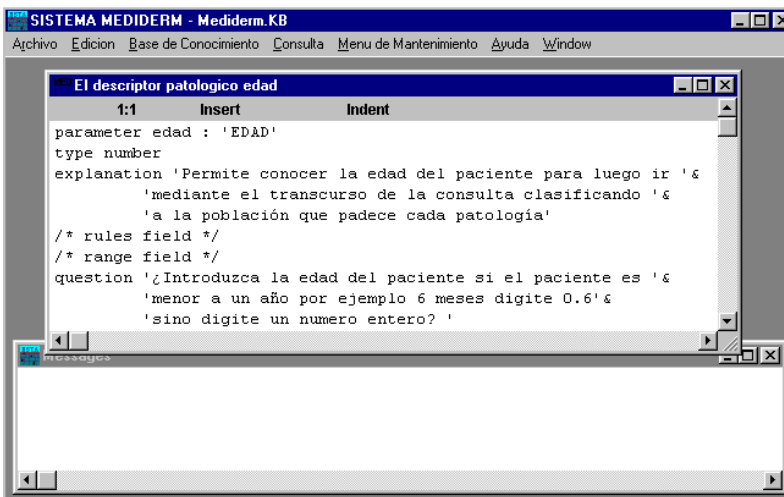 SISTEMA MEDIDERM - Mediderm.KB
Archivo Edicion Base de Conocimiento Consulta Menu de Mantenimiento Ayuda Window
El descriptor patologico edad
1:1 Insert Indent
parameter edad : 'EDAD'
type number
explanation 'Permite conocer la edad del paciente para luego ir '&
'mediante el transcurso de la consulta clasificando '&
'a la población que padece cada patología'
/* rules field */
/* range field */
question '¿Introduzca la edad del paciente si el paciente es '&
'menor a un año por ejemplo 6 meses digite 0.6'&
'sino digite un numero entero? '
Messages